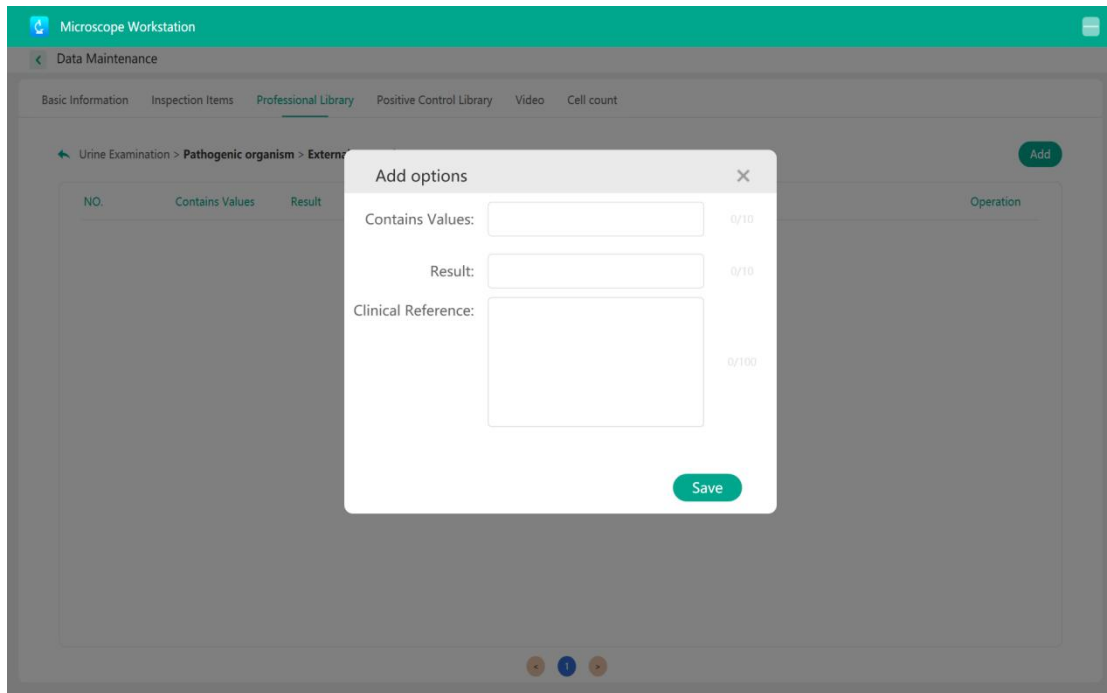 Microscope Workstation
Data Maintenance
Basic Information Inspection Items Professional Library Positive Control Library Video Cell count
Urine Examination > Pathogenic organism >
Add
NO. Contains Values Result Operation
Add options
Contains Values: 0/10
Result: 0/10
Clinical Reference:
0/100
Save
< 1 >